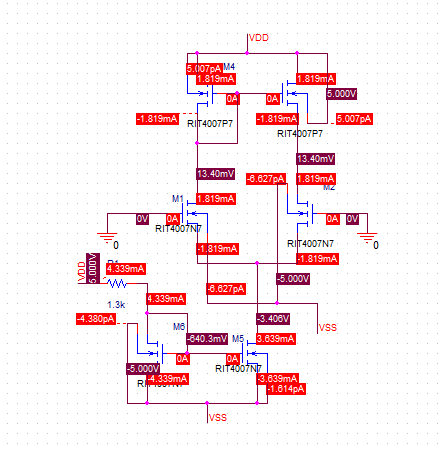 VDD
5.007pA M4
1.819mA 1.819mA
0A 0A 5.000V
-1.819mA -1.819mA 5.007pA
RIT4007P7 RIT4007P7
13.40mV 13.40mV
-6.627pA 1.819mA
M1 1.819mA M2
0V 0A 0A 0V
0 RIT4007N7 RIT4007N7 0
-1.819mA -1.819mA
VDD 5.000V 4.339mA
-6.627pA -5.000V
1.3k 4.339mA
-4.380pA -3.406V
M6 -640.3mV M5 3.639mA VSS
0A 0A
-5.000V RIT4007N7
-4.339mA -3.639mA
-1.614pA
VSS